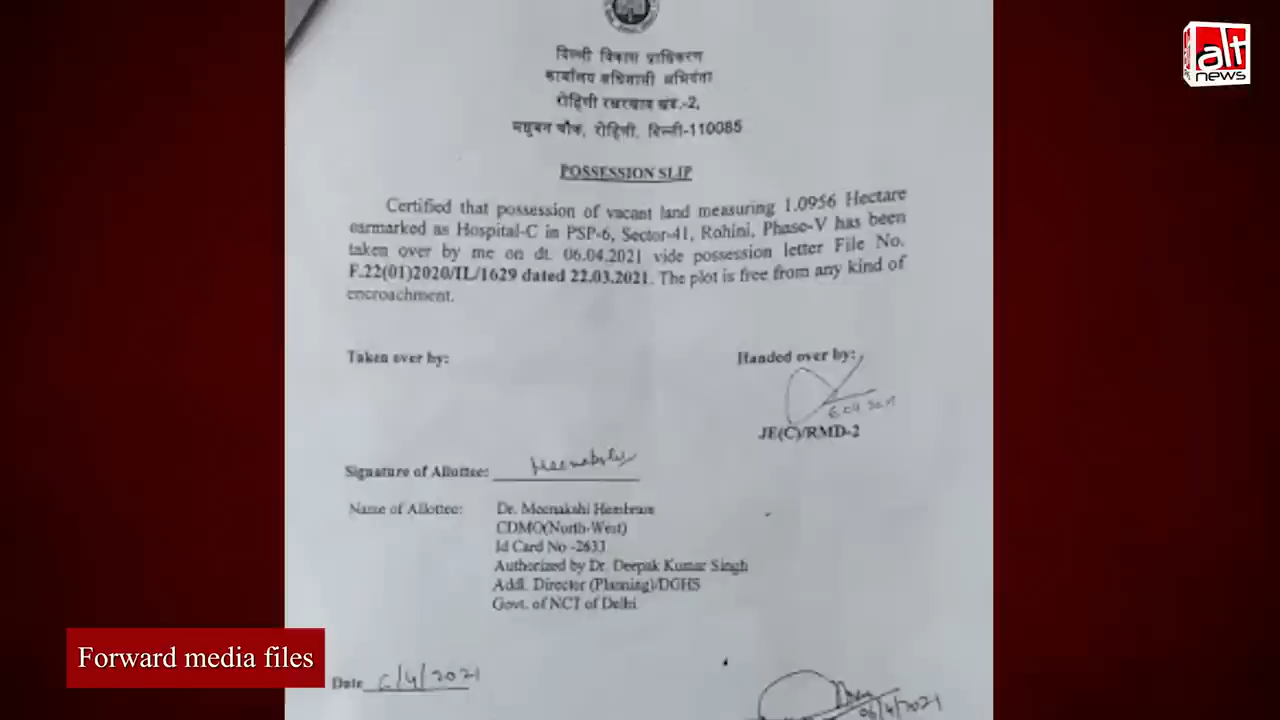 alt
news
दिल्ली विकास प्राधिकरण
कार्यालय अधिशासी अभियंता
रोहिणी रखरखाव खंड-2,
मधुबन चौक, रोहिणी, दिल्ली-110085
POSSESSION SLIP
Certified that possession of vacant land measuring 1.0956 Hectare
earmarked as Hospital-C in PSP-6, Sector-41, Rohini, Phase-V has been
taken over by me on dt. 06.04.2021 vide possession letter File No.
F.22(01)2020/IL/1629 dated 22.03.2021. The plot is free from any kind of
encroachment.
Taken over by:
Handed over by:
JE(C)/RMD-2
Signature of Allottee: Meenakshi
Name of Allottee: Dr. Meenakshi Hembram
CDMO(North-West)
Id Card No -2633
Authorized by Dr. Deepak Kumar Singh
Addl. Director (Planning)/DGHS
Govt. of NCT of Delhi
Forward media files
Date 6/4/2021
06/4/2021